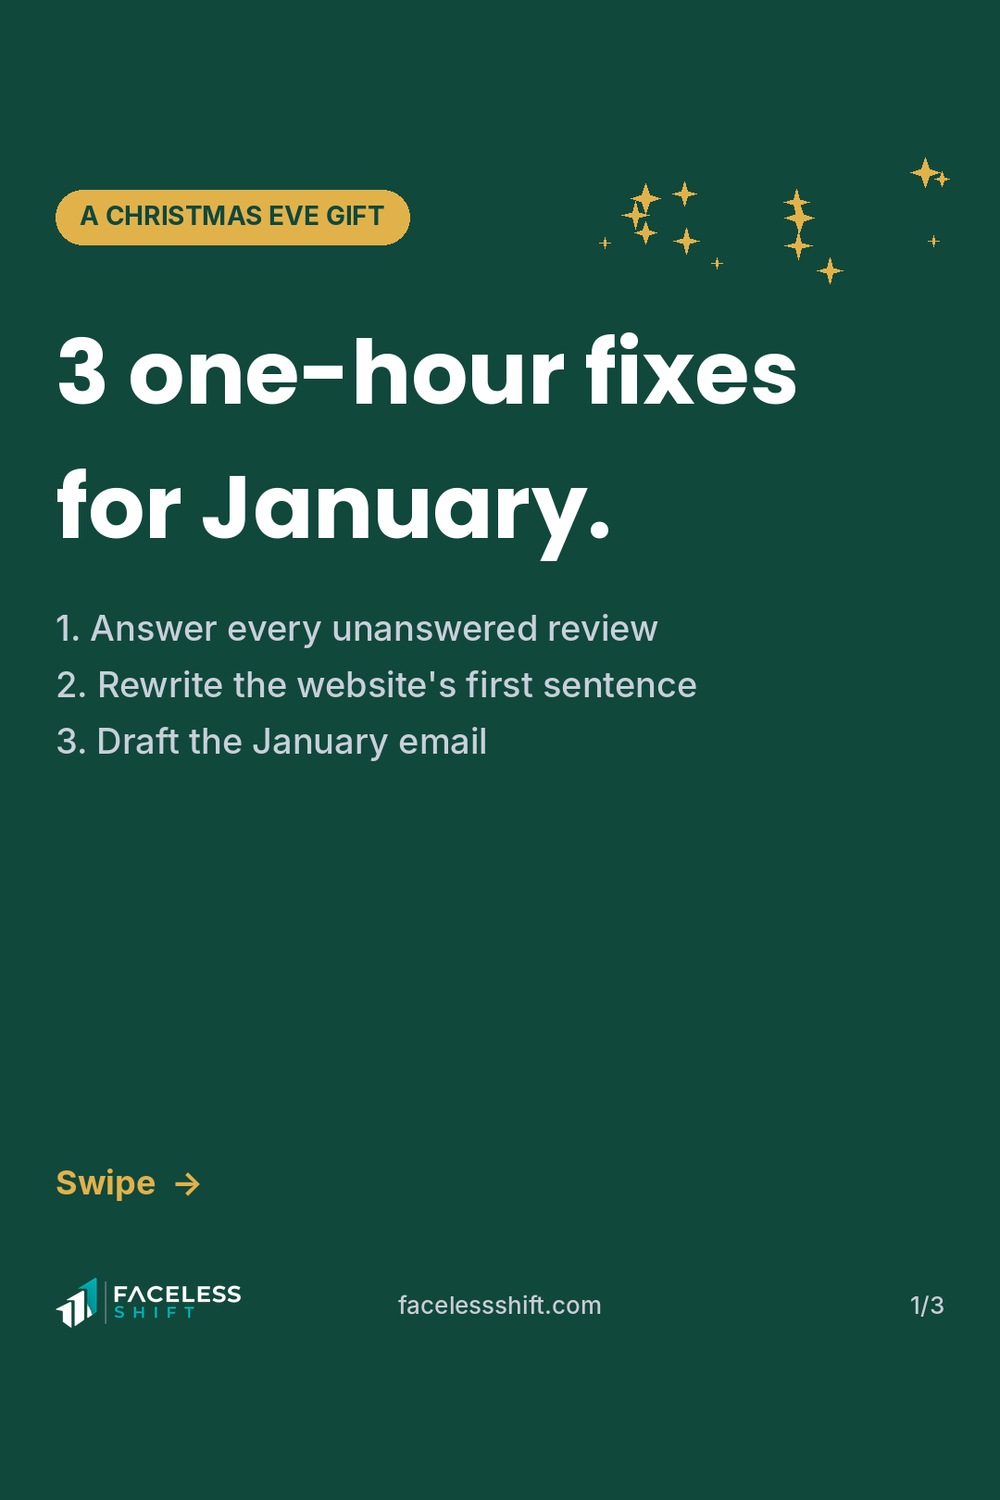 A CHRISTMAS EVE GIFT
3 one-hour fixes
for January.
1. Answer every unanswered review
2. Rewrite the website's first sentence
3. Draft the January email
Swipe →
FACELESS
SHIFT
facelessshift.com
1/3